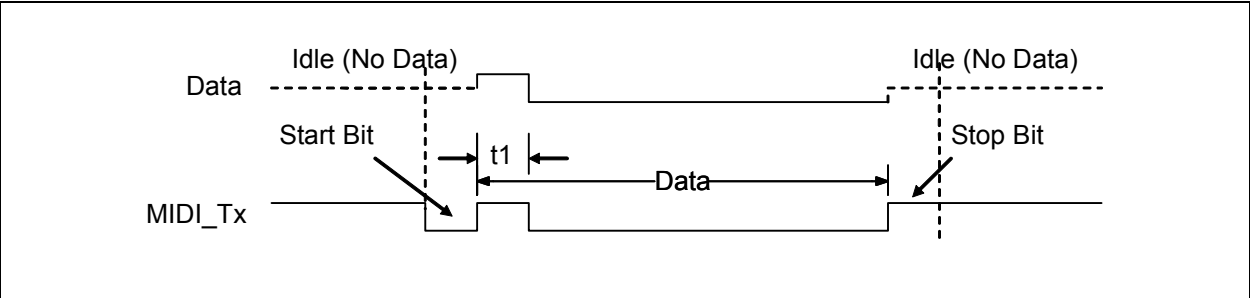 Idle (No Data)
Idle (No Data)
Data
Start Bit
t1
Stop Bit
Data
MIDI_Tx